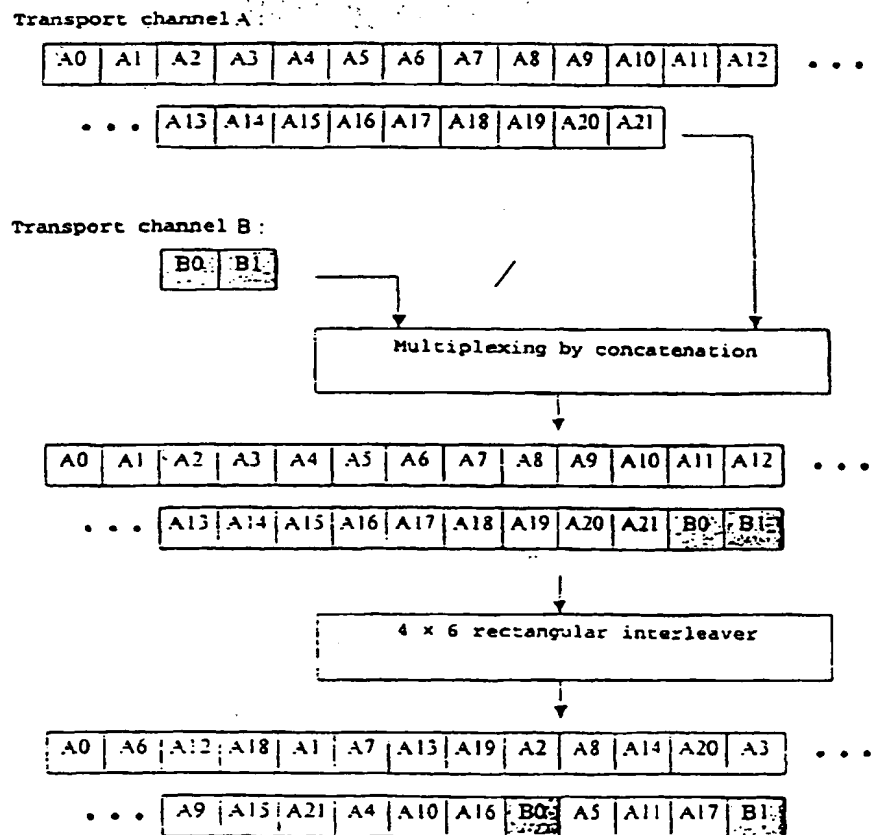 Transport channel A :
A0 A1 A2 A3 A4 A5 A6 A7 A8 A9 A10 A11 A12 • • •
• • • A13 A14 A15 A16 A17 A18 A19 A20 A21
Transport channel B :
B0 B1
Multiplexing by concatenation
A0 A1 A2 A3 A4 A5 A6 A7 A8 A9 A10 A11 A12 • • •
• • • A13 A14 A15 A16 A17 A18 A19 A20 A21 B0 B1
4 × 6 rectangular interleaver
A0 A6 A12 A18 A1 A7 A13 A19 A2 A8 A14 A20 A3 • • •
• • • A9 A15 A21 A4 A10 A16 B0 A5 A11 A17 B1